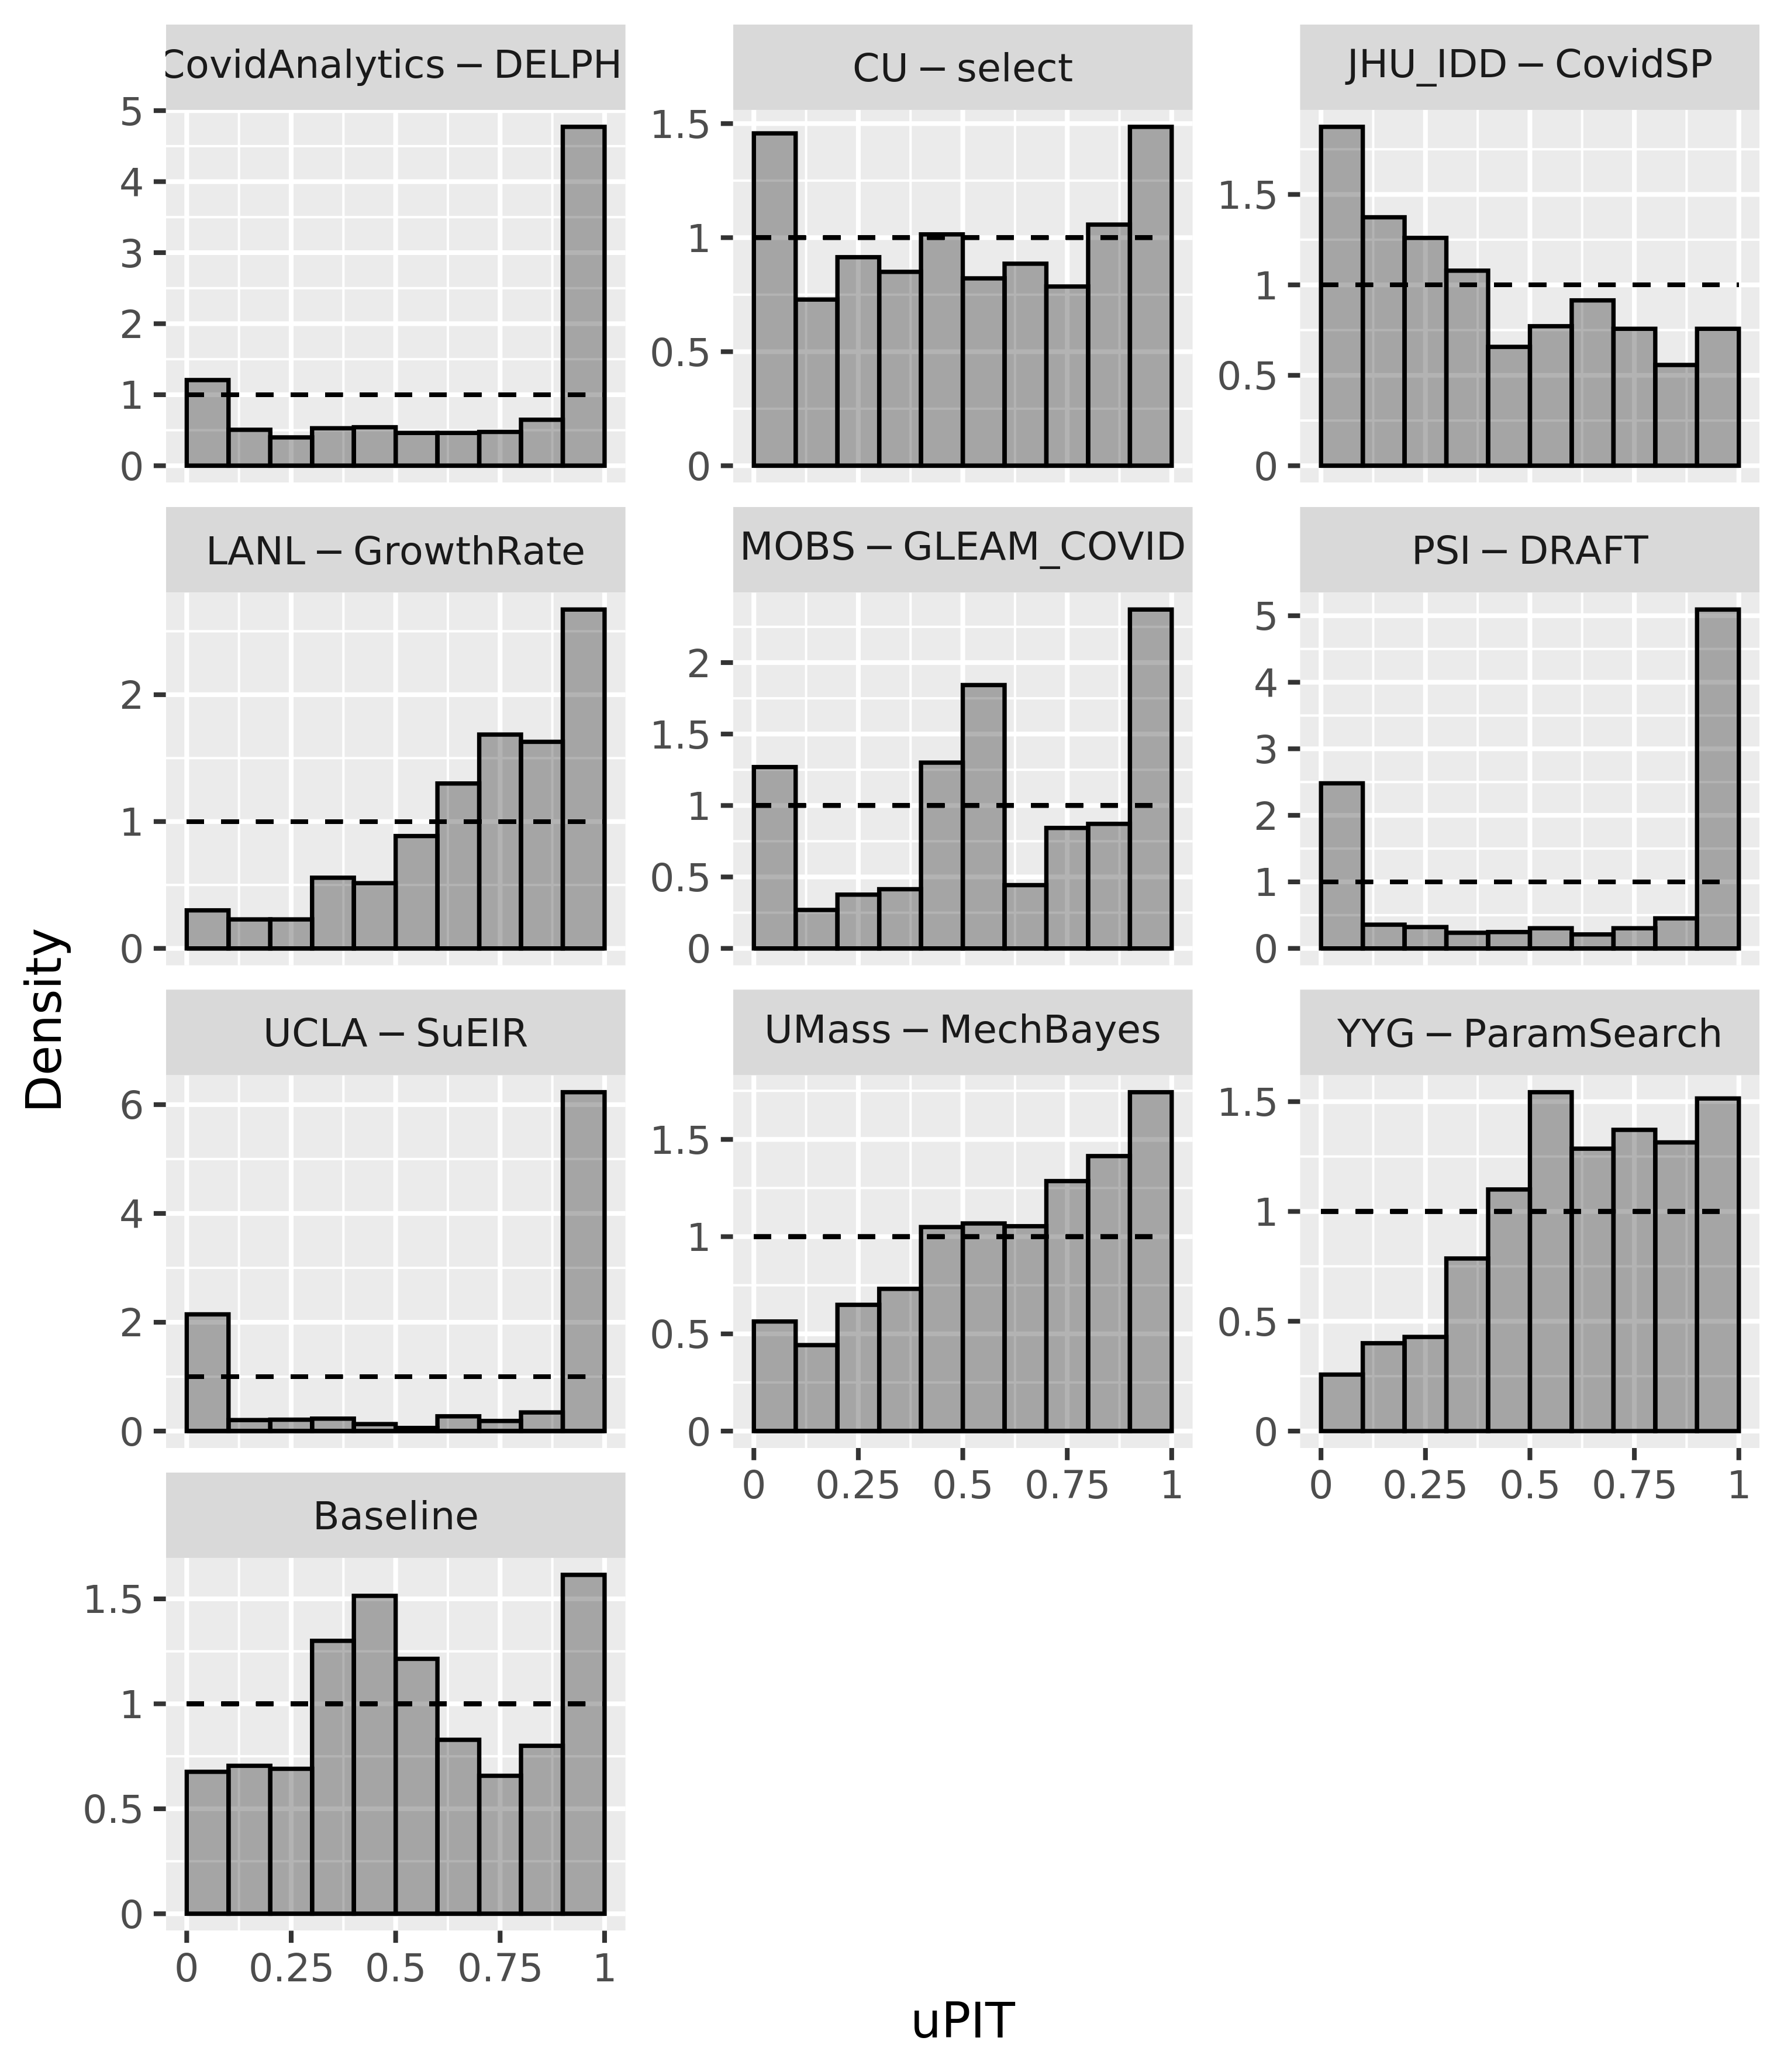 CovidAnalytics – DELPH
CU – select
JHU_IDD – CovidSP
5
4
3
2
1
0
1.5
1
0.5
0
1.5
1
0.5
0
LANL – GrowthRate
MOBS – GLEAM_COVID
PSI – DRAFT
2
1
0
2
1.5
1
0.5
0
5
4
3
2
1
0
Density
UCLA – SuEIR
UMass – MechBayes
YYG – ParamSearch
6
4
2
0
1.5
1
0.5
0
1.5
1
0.5
0
0 0.25 0.5 0.75 1
0 0.25 0.5 0.75 1
Baseline
1.5
1
0.5
0
0 0.25 0.5 0.75 1
uPIT